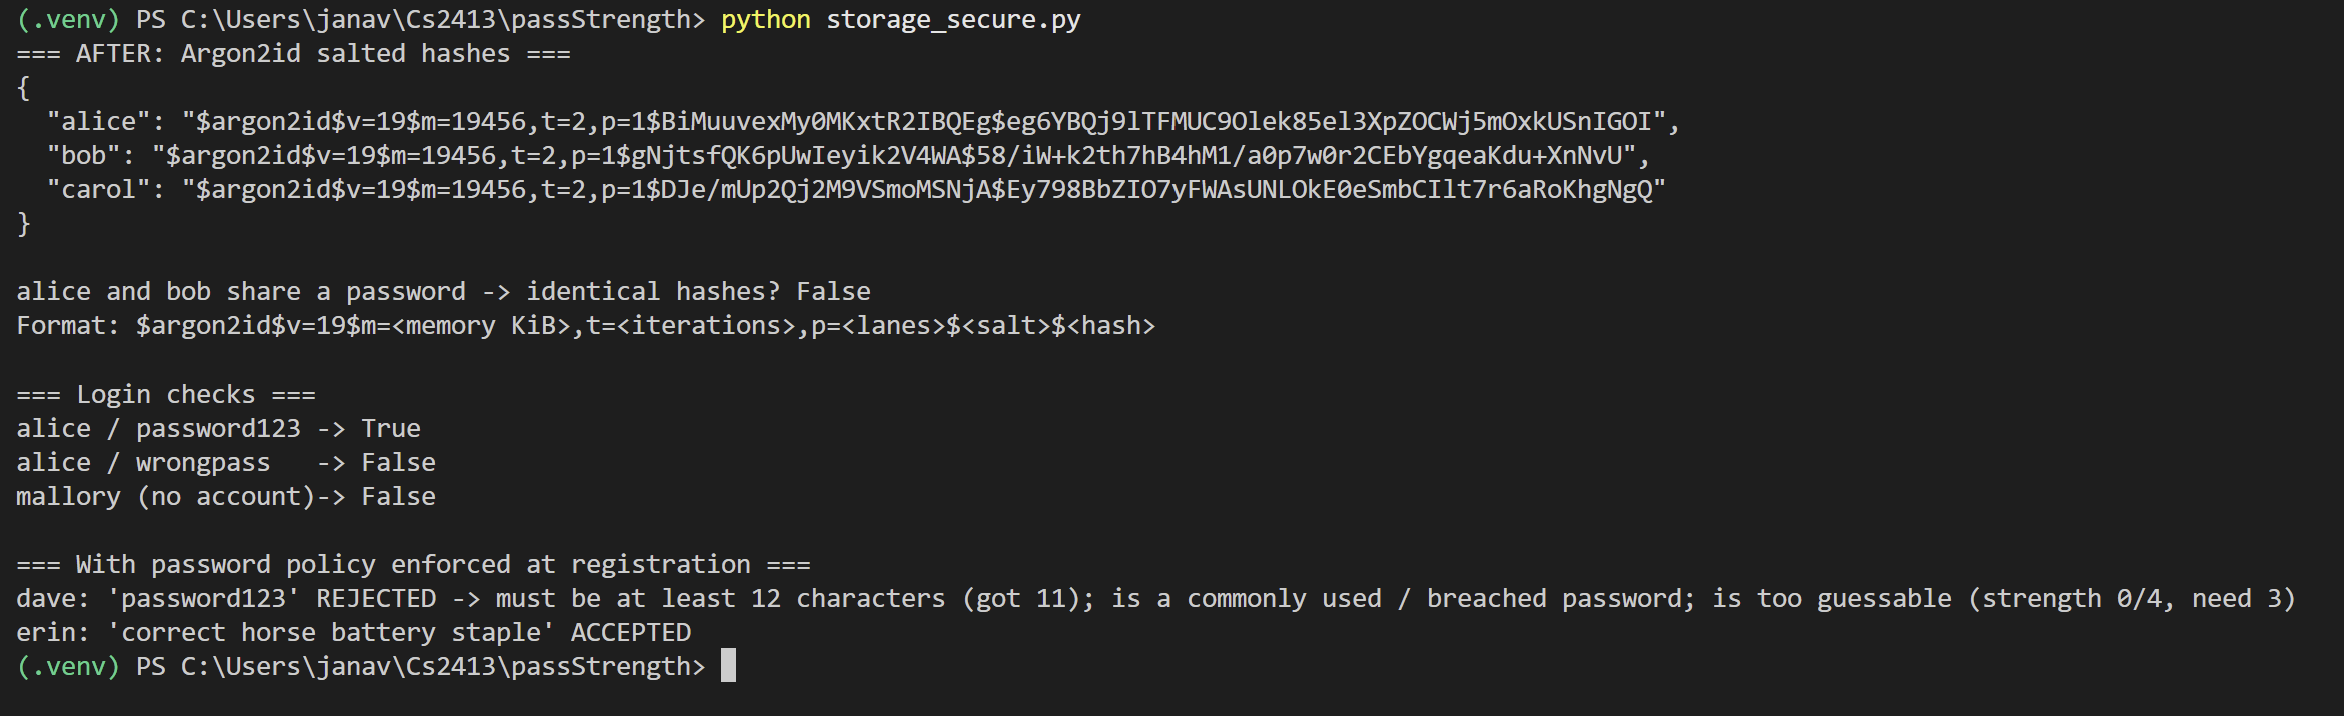 (.venv) PS C:\Users\janav\Cs2413\passStrength> python storage_secure.py
=== AFTER: Argon2id salted hashes ===
{
  "alice": "$argon2id$v=19$m=19456,t=2,p=1$BiMuuvexMy0MKxtR2IBQEg$eg6YBQj9lTFMUC9Olek85el3XpZOCWj5mOxkUSnIGOI",
  "bob": "$argon2id$v=19$m=19456,t=2,p=1$gNjtsfQK6pUwIeyik2V4WA$58/iW+k2th7hB4hM1/a0p7w0r2CEbYgqeaKdu+XnNvU",
  "carol": "$argon2id$v=19$m=19456,t=2,p=1$DJe/mUp2Qj2M9VSmoMSNjA$Ey798BbZIO7yFWAsUNLOkE0eSmbCIlt7r6aRoKhgNgQ"
}

alice and bob share a password -> identical hashes? False
Format: $argon2id$v=19$m=<memory KiB>,t=<iterations>,p=<lanes>$<salt>$<hash>

=== Login checks ===
alice / password123 -> True
alice / wrongpass   -> False
mallory (no account)-> False

=== With password policy enforced at registration ===
dave: 'password123' REJECTED -> must be at least 12 characters (got 11); is a commonly used / breached password; is too guessable (strength 0/4, need 3)
erin: 'correct horse battery staple' ACCEPTED
(.venv) PS C:\Users\janav\Cs2413\passStrength>